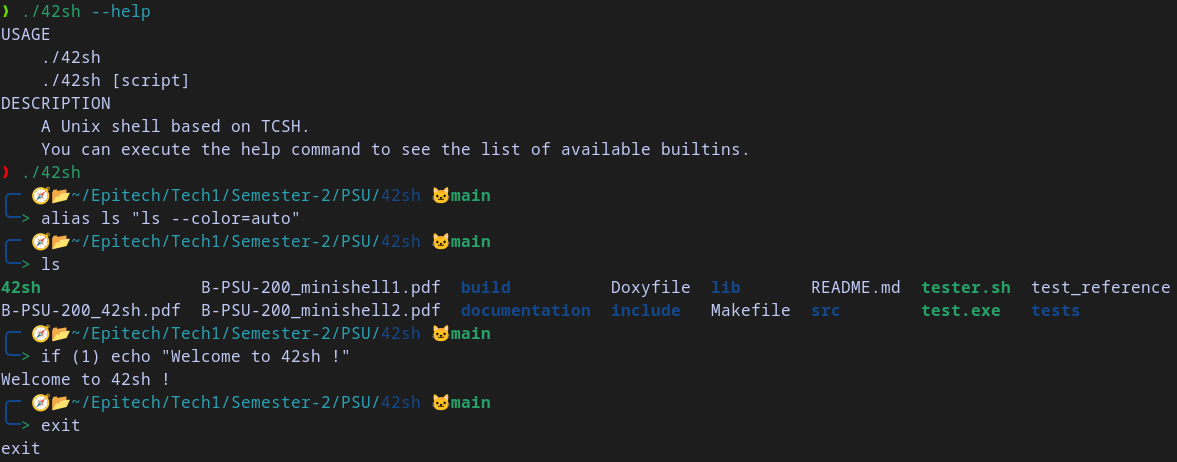 ❯ ./42sh --help
USAGE
    ./42sh
    ./42sh [script]
DESCRIPTION
    A Unix shell based on TCSH.
    You can execute the help command to see the list of available builtins.
❯ ./42sh
╭─ 🧭📂~/Epitech/Tech1/Semester-2/PSU/42sh 🐱main
╰─> alias ls "ls --color=auto"
╭─ 🧭📂~/Epitech/Tech1/Semester-2/PSU/42sh 🐱main
╰─> ls
42sh                B-PSU-200_minishell1.pdf  build          Doxyfile  lib       README.md  tester.sh  test_reference
B-PSU-200_42sh.pdf  B-PSU-200_minishell2.pdf  documentation  include   Makefile  src        test.exe   tests
╭─ 🧭📂~/Epitech/Tech1/Semester-2/PSU/42sh 🐱main
╰─> if (1) echo "Welcome to 42sh !"
Welcome to 42sh !
╭─ 🧭📂~/Epitech/Tech1/Semester-2/PSU/42sh 🐱main
╰─> exit
exit